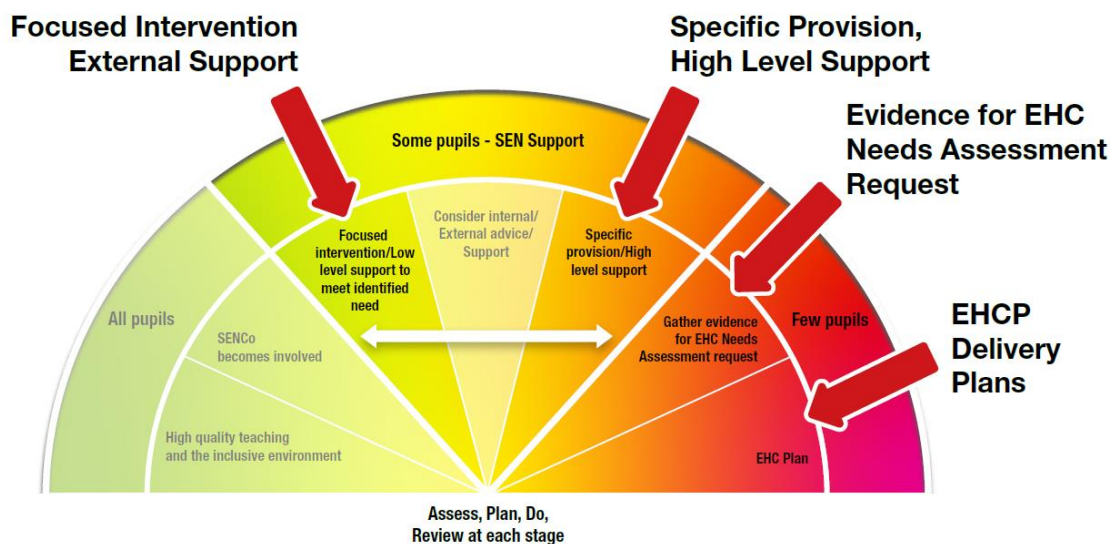 Focused Intervention
External Support
Specific Provision,
High Level Support
Evidence for EHC
Needs Assessment
Request
EHCP
Delivery
Plans
Some pupils - SEN Support
All pupils
Few pupils
High quality teaching
and the inclusive environment
SENCo
becomes involved
Focused
intervention/Low
level support to
meet identified
need
Consider internal/
External advice/
Support
Specific
provision/High
level support
Gather evidence
for EHC Needs
Assessment request
EHC Plan
Assess, Plan, Do,
Review at each stage